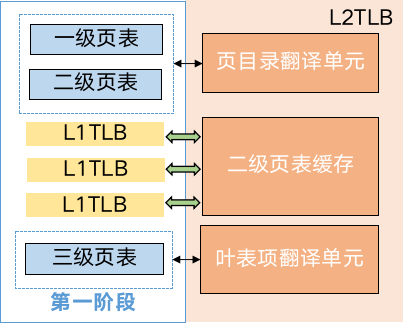 L2TLB
一级页表
页目录翻译单元
二级页表
L1TLB
L1TLB
二级页表缓存
L1TLB
三级页表
叶表项翻译单元
第一阶段